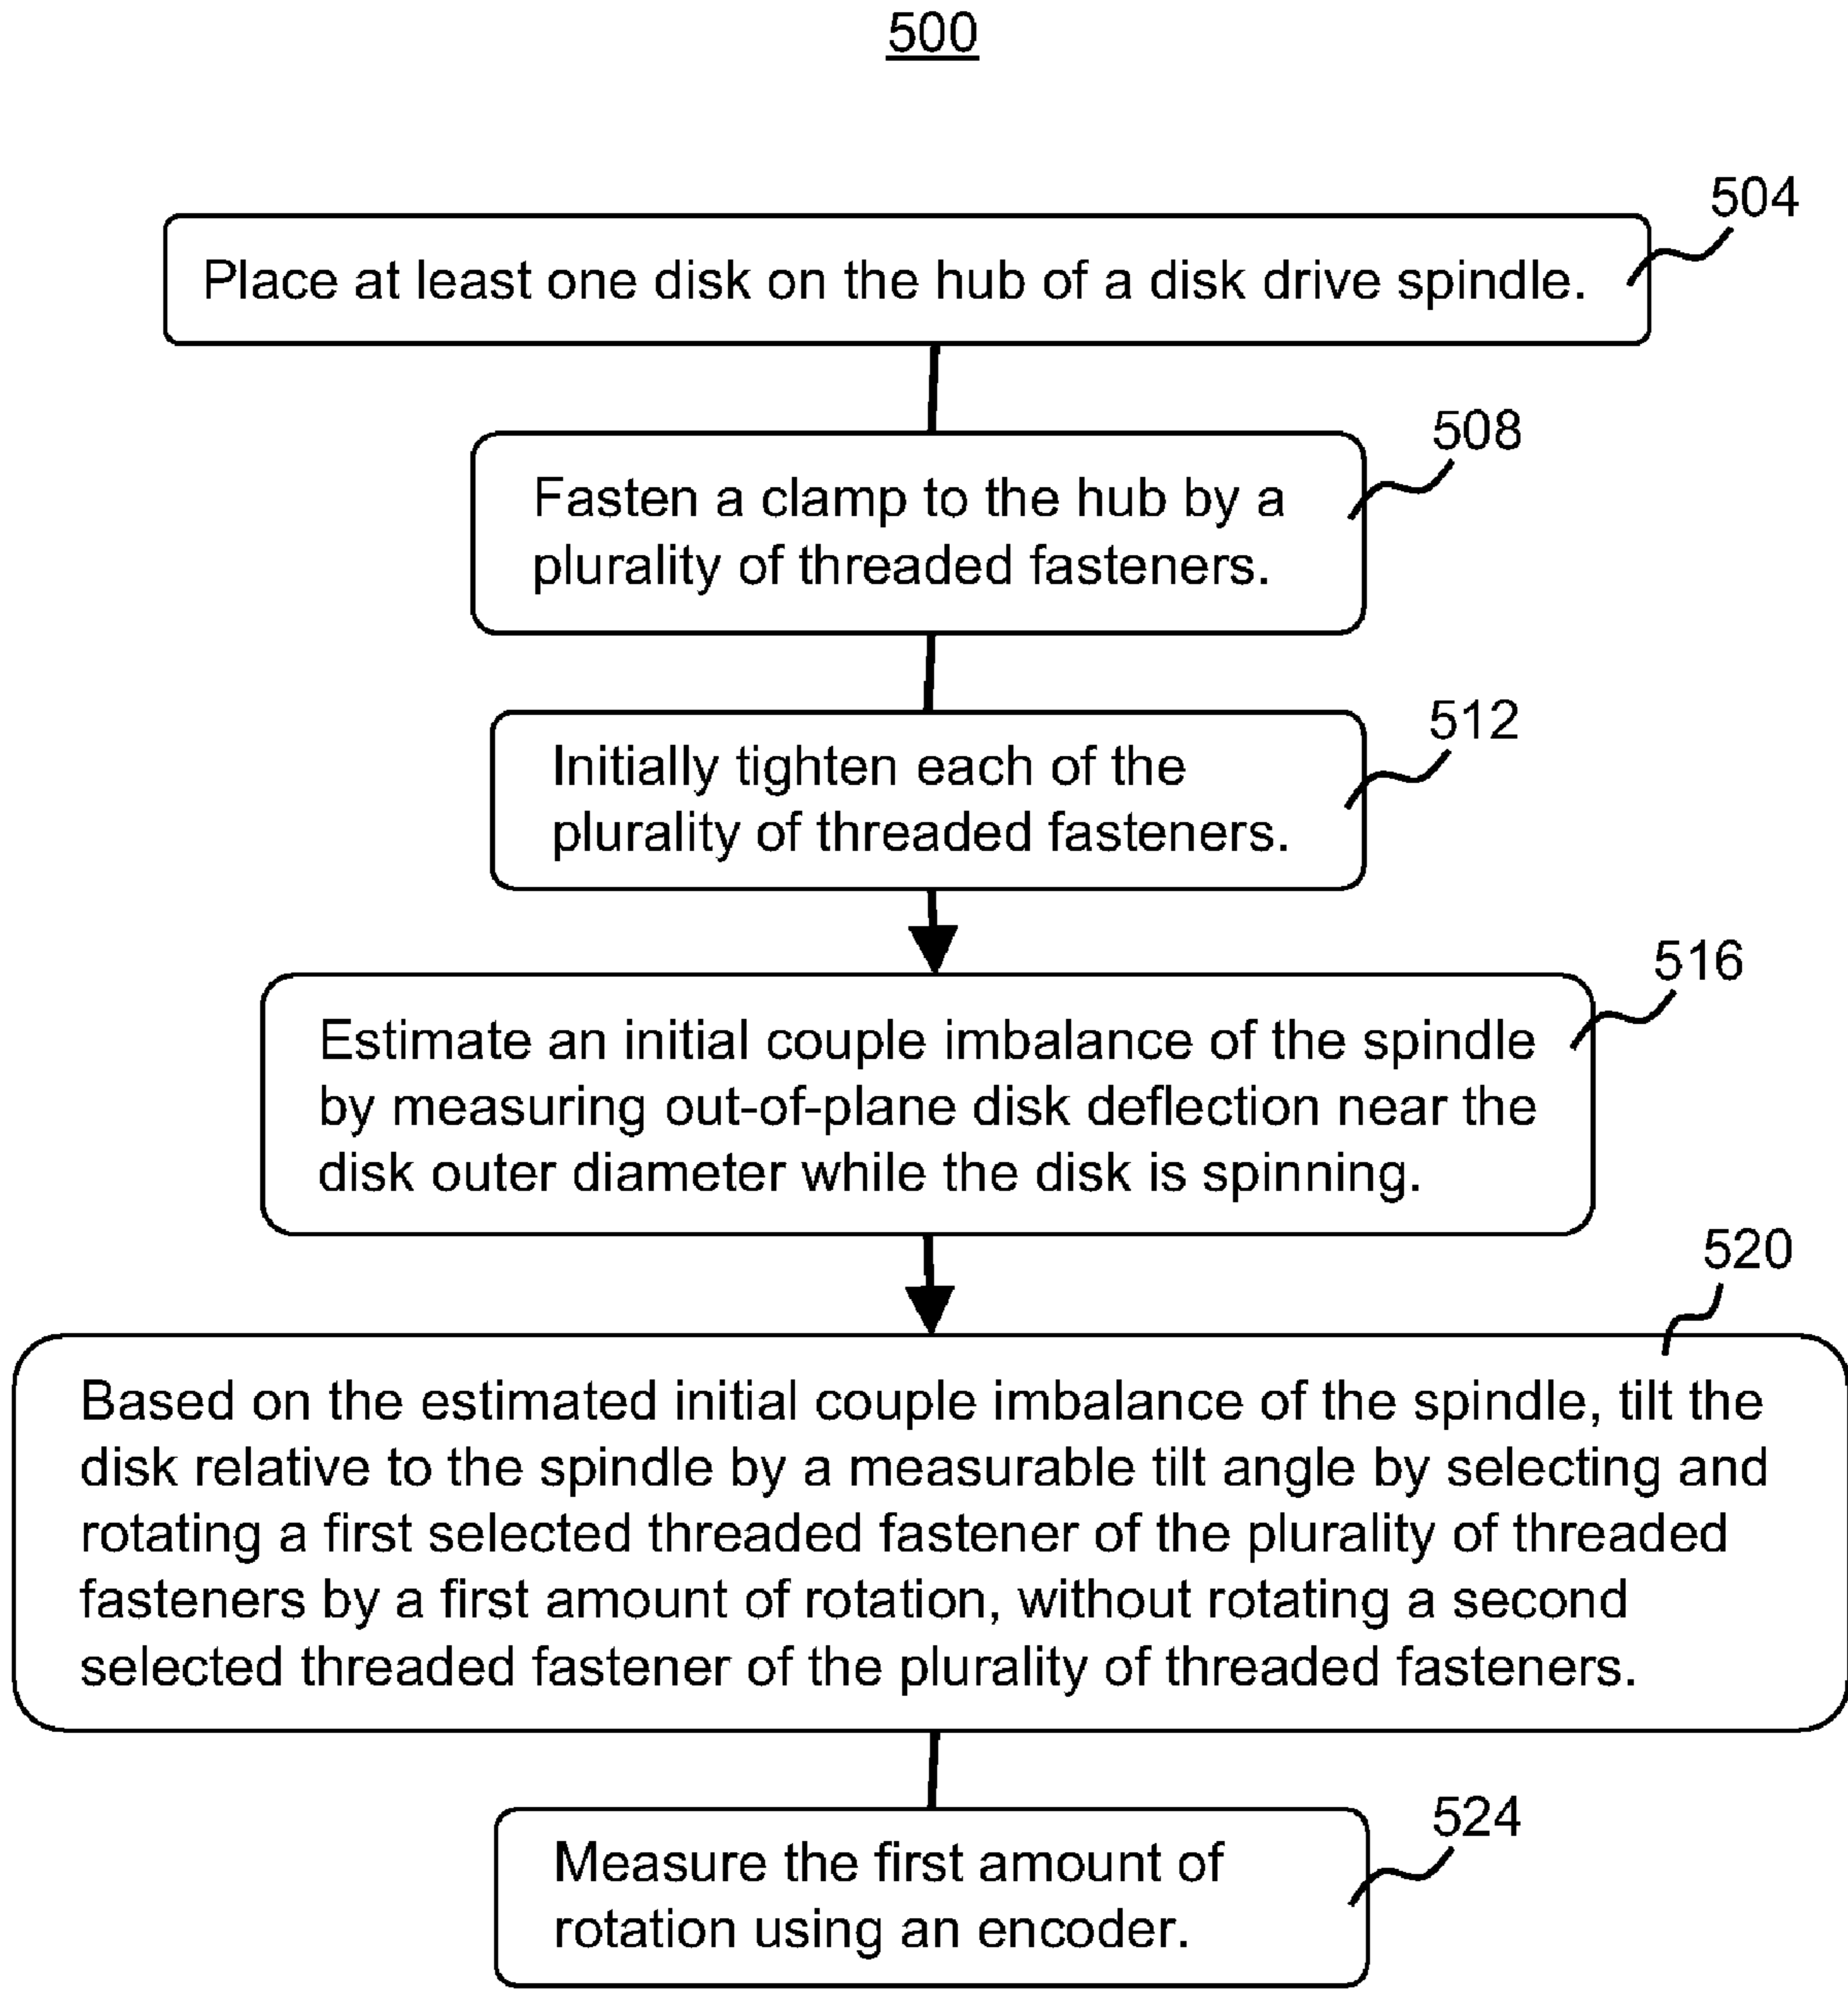 500
504
Place at least one disk on the hub of a disk drive spindle.
508
Fasten a clamp to the hub by a
plurality of threaded fasteners.
512
Initially tighten each of the
plurality of threaded fasteners.
516
Estimate an initial couple imbalance of the spindle
by measuring out-of-plane disk deflection near the
disk outer diameter while the disk is spinning.
520
Based on the estimated initial couple imbalance of the spindle, tilt the
disk relative to the spindle by a measurable tilt angle by selecting and
rotating a first selected threaded fastener of the plurality of threaded
fasteners by a first amount of rotation, without rotating a second
selected threaded fastener of the plurality of threaded fasteners.
524
Measure the first amount of
rotation using an encoder.